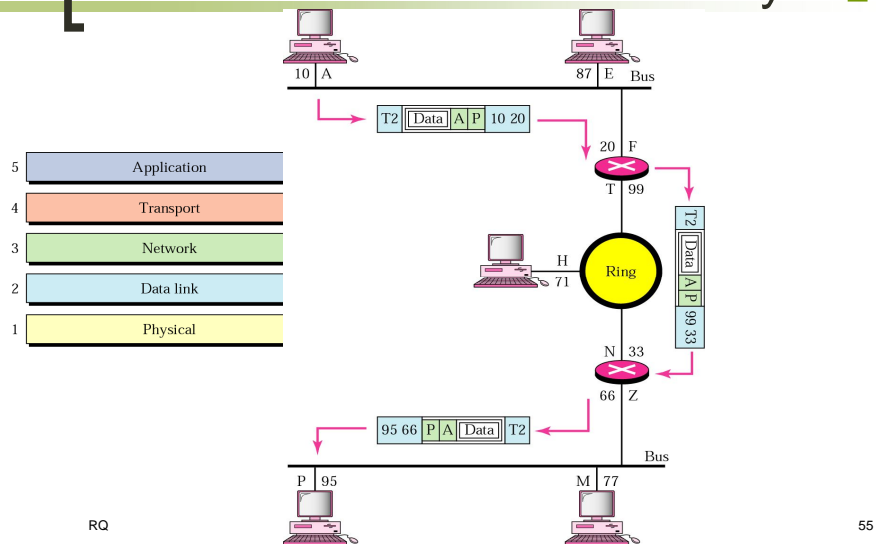 10 A
87 E Bus
T2 Data A P 10 20
20 F
T 99
5 Application
4 Transport
3 Network
2 Data link
1 Physical
T2 Data A P 99 33
H
71
Ring
N 33
66 Z
95 66 P A Data T2
Bus
P 95
M 77
RQ
55